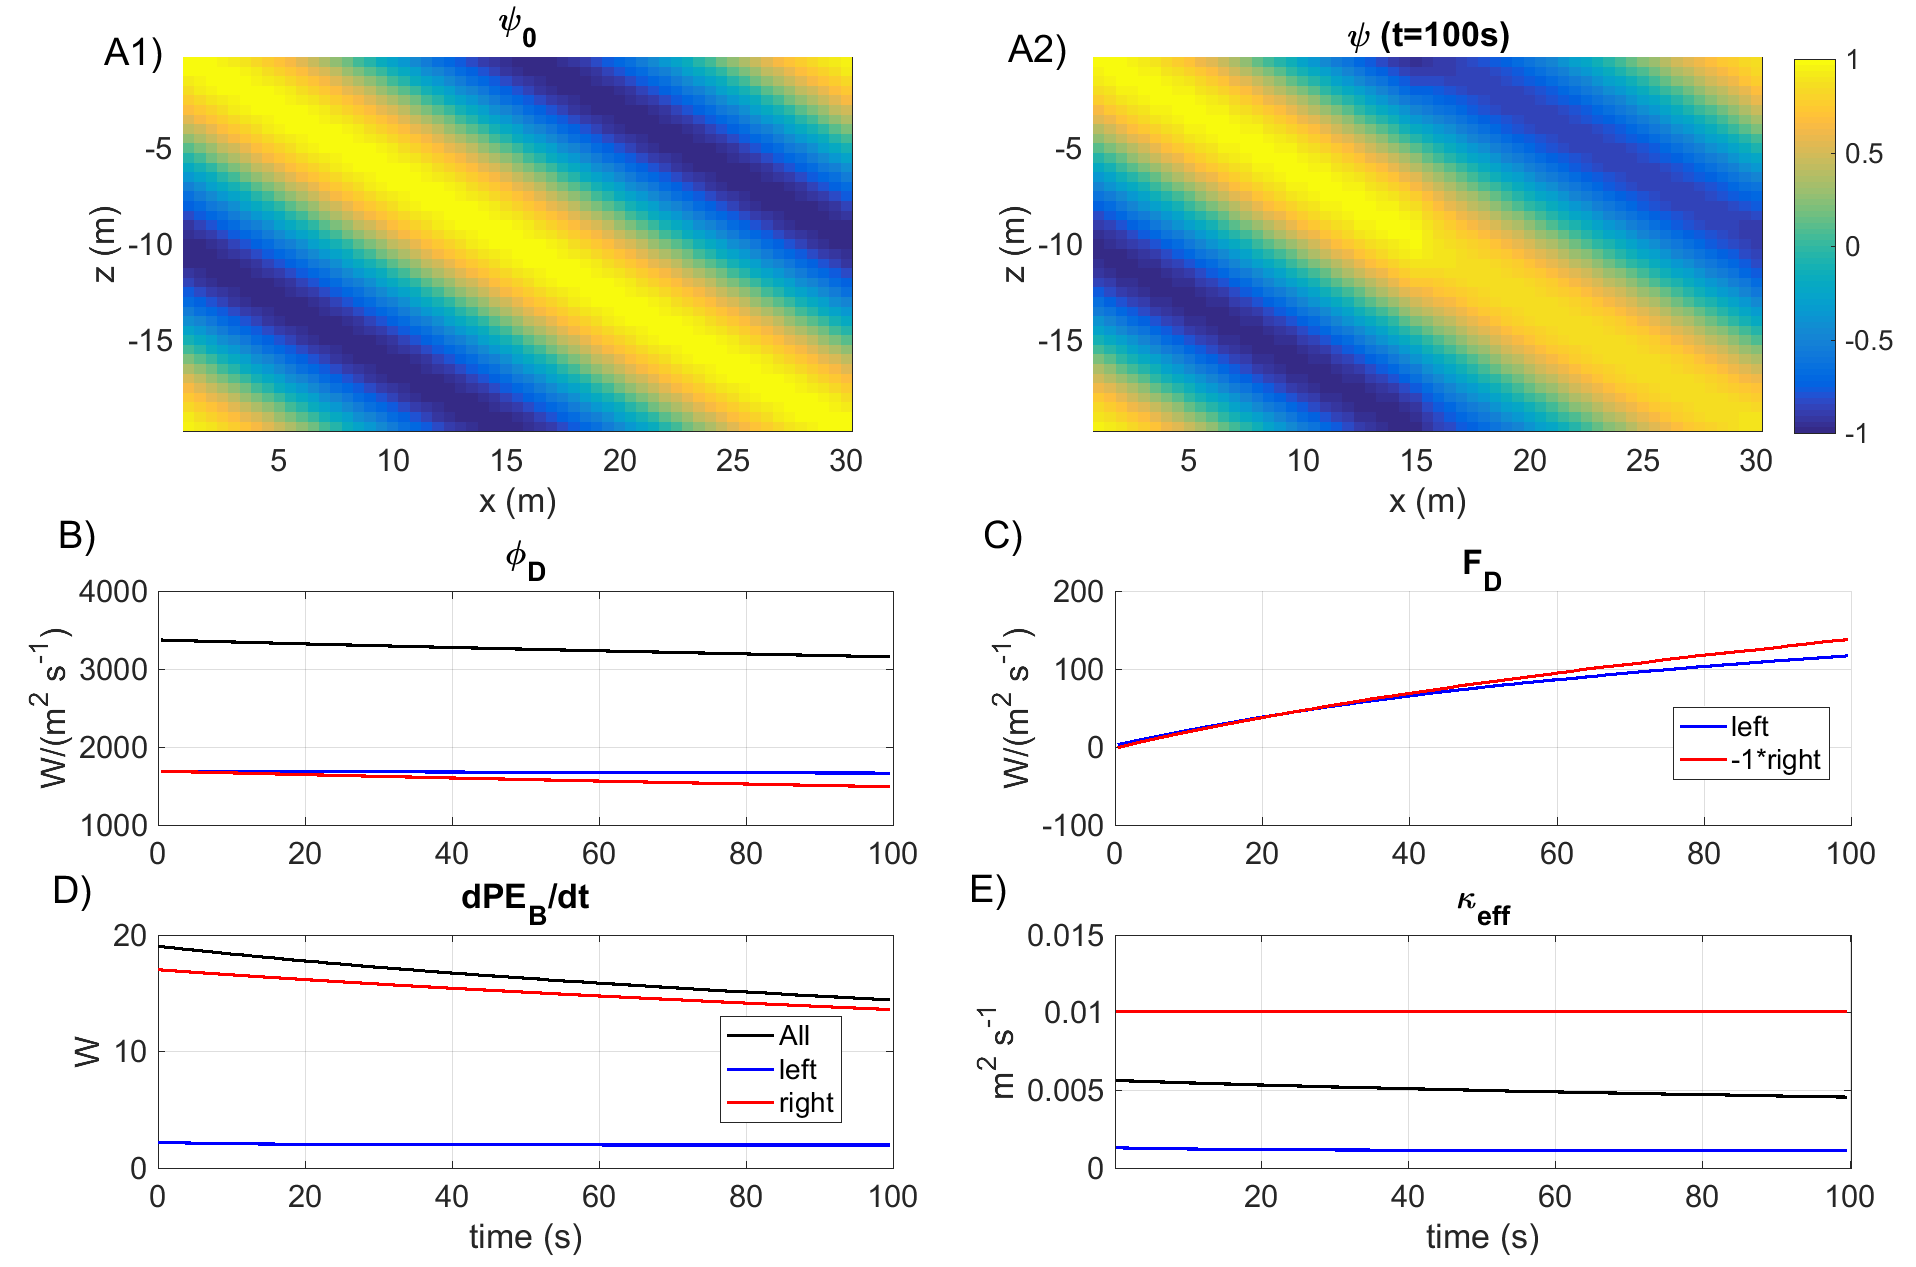 A1)
ψ0
z (m)
-5
-10
-15
5 10 15 20 25 30
x (m)
A2)
ψ (t=100s)
z (m)
-5
-10
-15
5 10 15 20 25 30
x (m)
1
0.5
0
-0.5
-1
B)
ϕD
W/(m2 s-1)
4000
3000
2000
1000
0 20 40 60 80 100
C)
FD
W/(m2 s-1)
200
100
0
-100
left
-1*right
0 20 40 60 80 100
D)
dPEB/dt
W
20
10
0
All
left
right
0 20 40 60 80 100
time (s)
E)
κeff
m2 s-1
0.015
0.01
0.005
0
20 40 60 80 100
time (s)